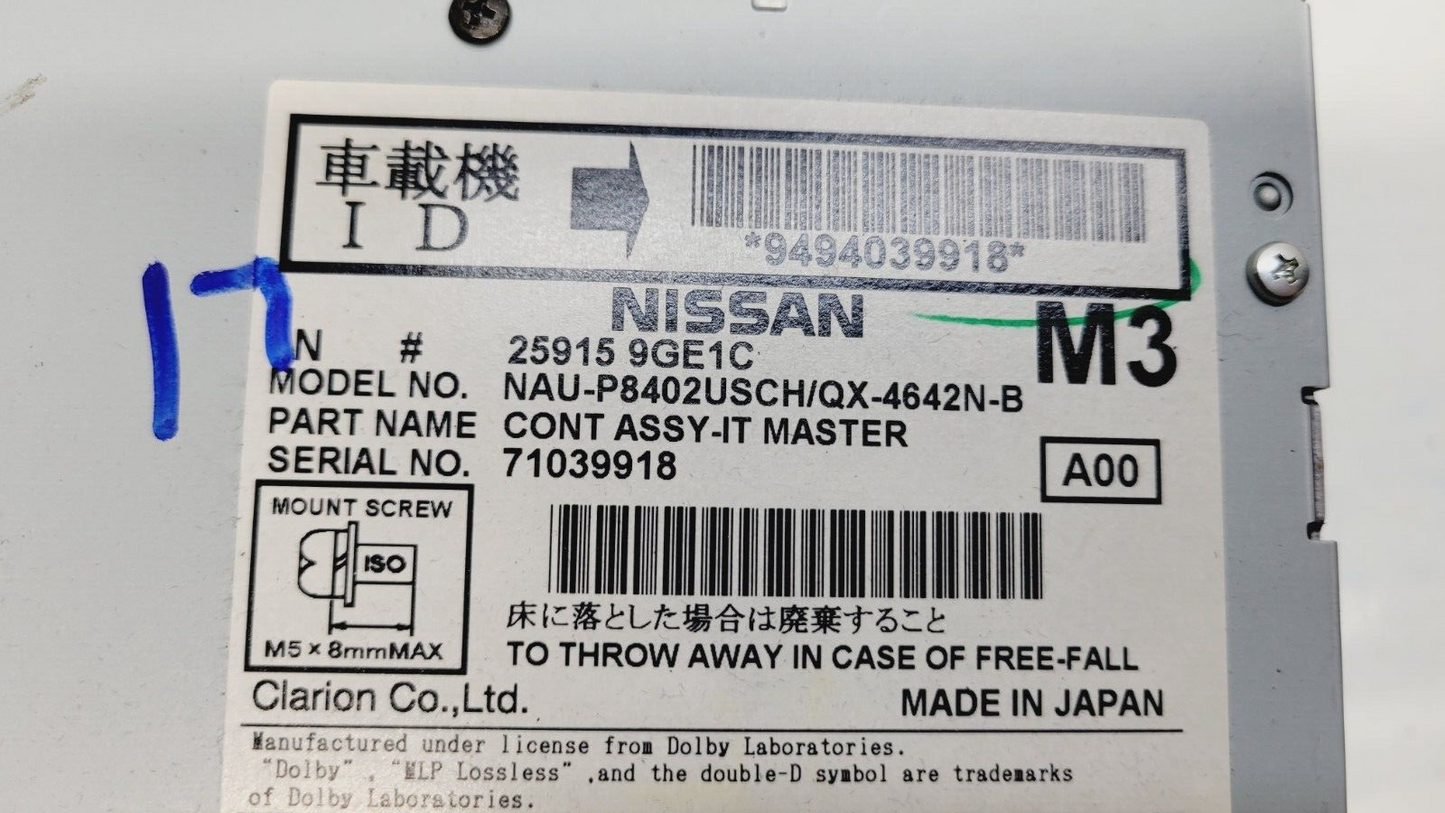 車載機
I D
*9494039918*
NISSAN
M3
N # 25915 9GE1C
MODEL NO. NAU-P8402USCH/QX-4642N-B
PART NAME CONT ASSY-IT MASTER
SERIAL NO. 71039918
A00
MOUNT SCREW
ISO
M5×8mmMAX
床に落とした場合は廃棄すること
TO THROW AWAY IN CASE OF FREE-FALL
Clarion Co.,Ltd.
MADE IN JAPAN
Manufactured under license from Dolby Laboratories.
"Dolby" , "MLP Lossless" ,and the double-D symbol are trademarks
of Dolby Laboratories.
17